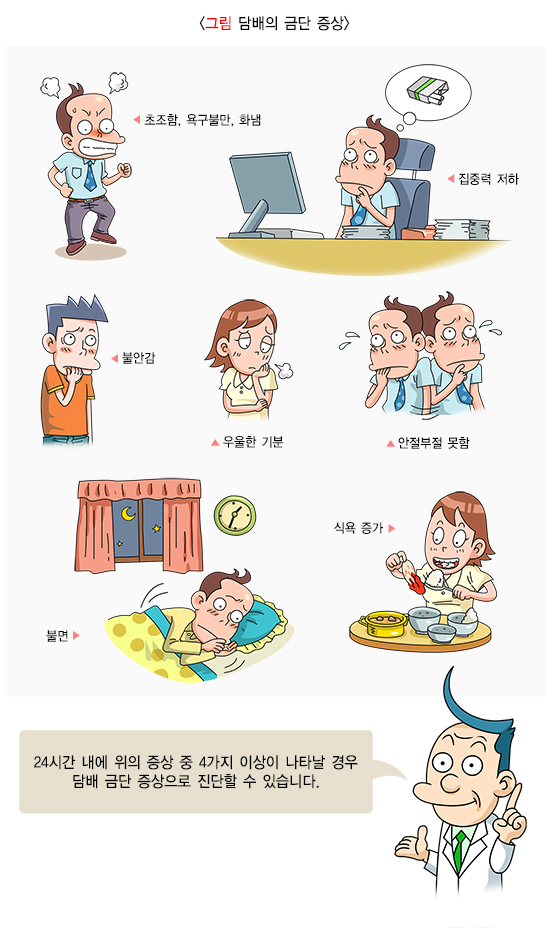 <그림 담배의 금단 증상>
◀ 초조함, 욕구불만, 화냄
◀ 집중력 저하
◀ 불안감
▲ 우울한 기분
▲ 안절부절 못함
식욕 증가 ▶
불면 ▶
24시간 내에 위의 증상 중 4가지 이상이 나타날 경우
담배 금단 증상으로 진단할 수 있습니다.